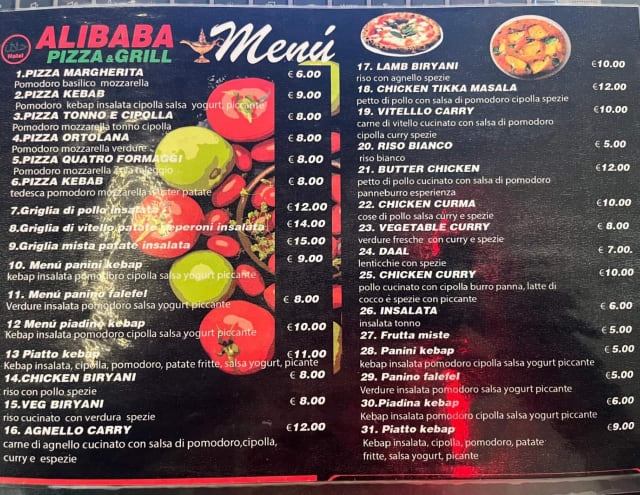 Halal
ALIBABA
PIZZA & GRILL
Menú
1.PIZZA MARGHERITA € 6.00
Pomodoro basilico mozzarella
2.PIZZA KEBAB € 9.00
Pomodoro kebap insalata cipolla salsa yogurt piccante
3.PIZZA TONNO E CIPOLLA € 8.00
Pomodoro mozzarella tonno cipolla
4.PIZZA ORTOLANA € 8.00
Pomodoro mozzarella verdure
5.PIZZA QUATRO FORMAGGI € 8.00
Pomodoro mozzarella taleggio
6.PIZZA KEBAB € 8.00
tedesca pomodoro mozzarella patate
7.Griglia di pollo insalata €12.00
8.Griglia di vitello patate peperoni insalata €14.00
9.Griglia mista patate insalata €15.00
10. Menú panini kebap € 9.00
kebap insalata pomodoro cipolla salsa yogurt piccante
11. Menú panino falefel € 8.00
Verdure insalata pomodoro salsa yogurt piccante
12 Menú piadine kebap €10.00
Kebap insalata pomodoro cipolla salsa yogurt piccante
13 Piatto kebap €11.00
Kebap insalata, cipolla, pomodoro, patate fritte, salsa yogurt, picante
14.CHICKEN BIRYANI € 8.00
riso con pollo spezie
15.VEG BIRYANI € 8.00
riso cucinato con verdura spezie
16. AGNELLO CARRY €12.00
carne di agnello cucinato con salsa di pomodoro,cipolla,
curry e espezie
17. LAMB BIRYANI €10.00
riso con agnello spezie
18. CHICKEN TIKKA MASALA €12.00
petto di pollo con salsa di pomodoro cipolla spezie
19. VITELLLO CARRY €10.00
carne di vitello cucinato con salsa di pomodoro
cipolla curry spezie
20. RISO BIANCO € 5.00
riso bianco
21. BUTTER CHICKEN €12.00
petto di pollo cucinato con salsa di pomodoro
panneburro esperienza
22. CHICKEN CURMA €10.00
cose di pollo salsa curry e spezie
23. VEGETABLE CURRY € 8.00
verdure fresche con curry e spezie
24. DAAL € 7.00.
lenticchie con spezie
25. CHICKEN CURRY €10.00
pollo cucinato con cipolla burro panna, latte di
cocco è spezie con piccante
26. INSALATA € 6.00
insalata tonno
27. Frutta miste € 5.00
28. Panini kebap € 5.00
kebap insalata pomodoro cipolla salsa yogurt piccante
29. Panino falefel €5.00
Verdure insalata pomodoro salsa yogurt piccante
30.Piadina kebap €6.00
Kebap insalata pomodoro cipolla salsa yogurt piccante
31. Piatto kebap €9.00
Kebap insalata, cipolla, pomodoro, patate
fritte, salsa yogurt, picante